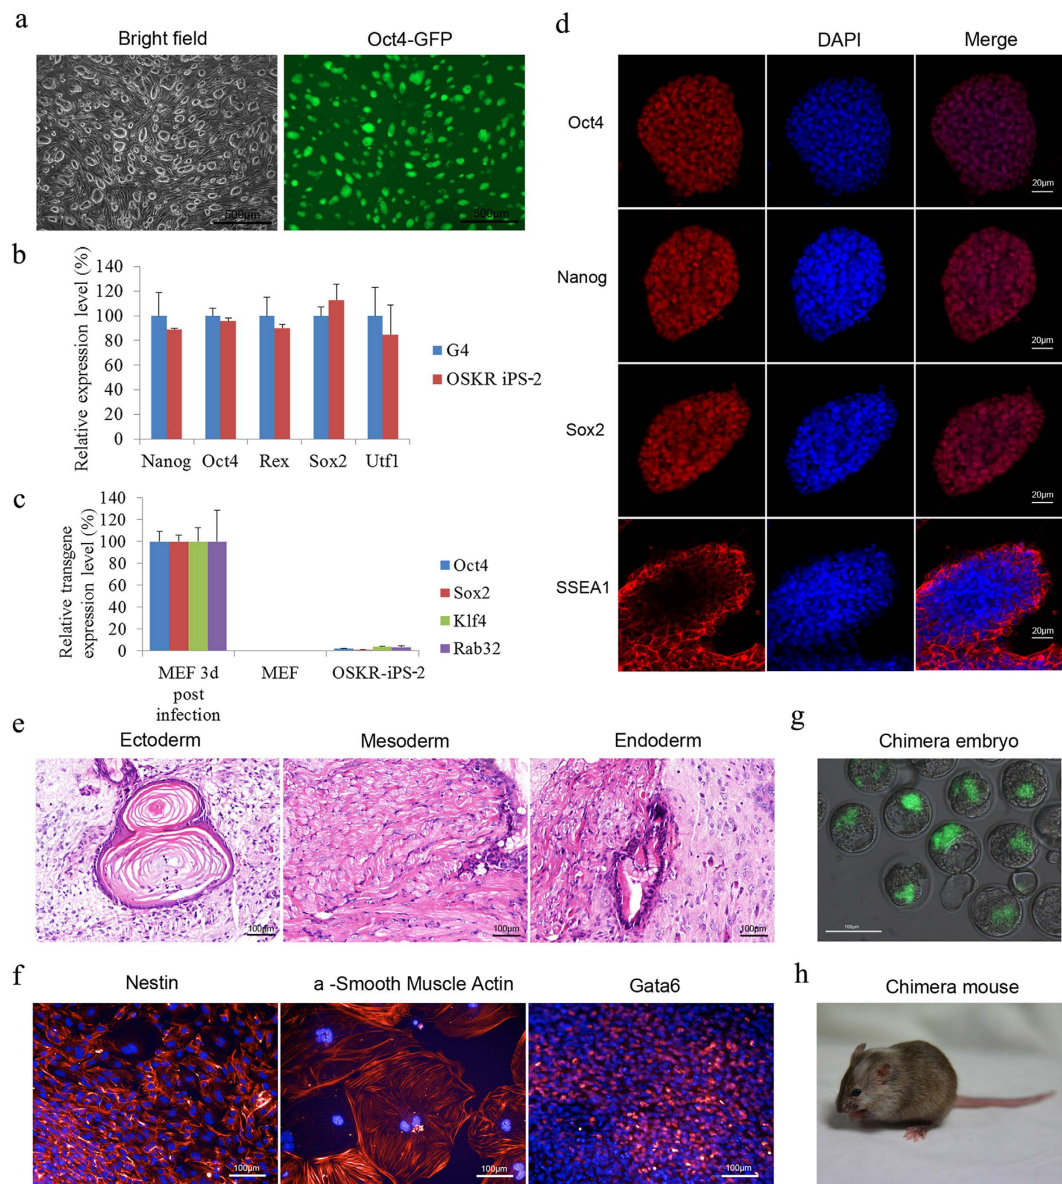 a
Bright field
Oct4-GFP
500μm
500μm
b
Relative expression level (%)
140
120
100
80
60
40
20
0
Nanog
Oct4
Rex
Sox2
Utf1
G4
OSKR iPS-2
c
Relative transgene
expression level (%)
140
120
100
80
60
40
20
0
MEF 3d
post
infection
MEF
OSKR-iPS-2
Oct4
Sox2
Klf4
Rab32
d
DAPI
Merge
Oct4
20μm
Nanog
20μm
Sox2
20μm
SSEA1
20μm
e
Ectoderm
Mesoderm
Endoderm
100μm
100μm
100μm
f
Nestin
a -Smooth Muscle Actin
Gata6
100μm
100μm
100μm
g
Chimera embryo
100μm
h
Chimera mouse